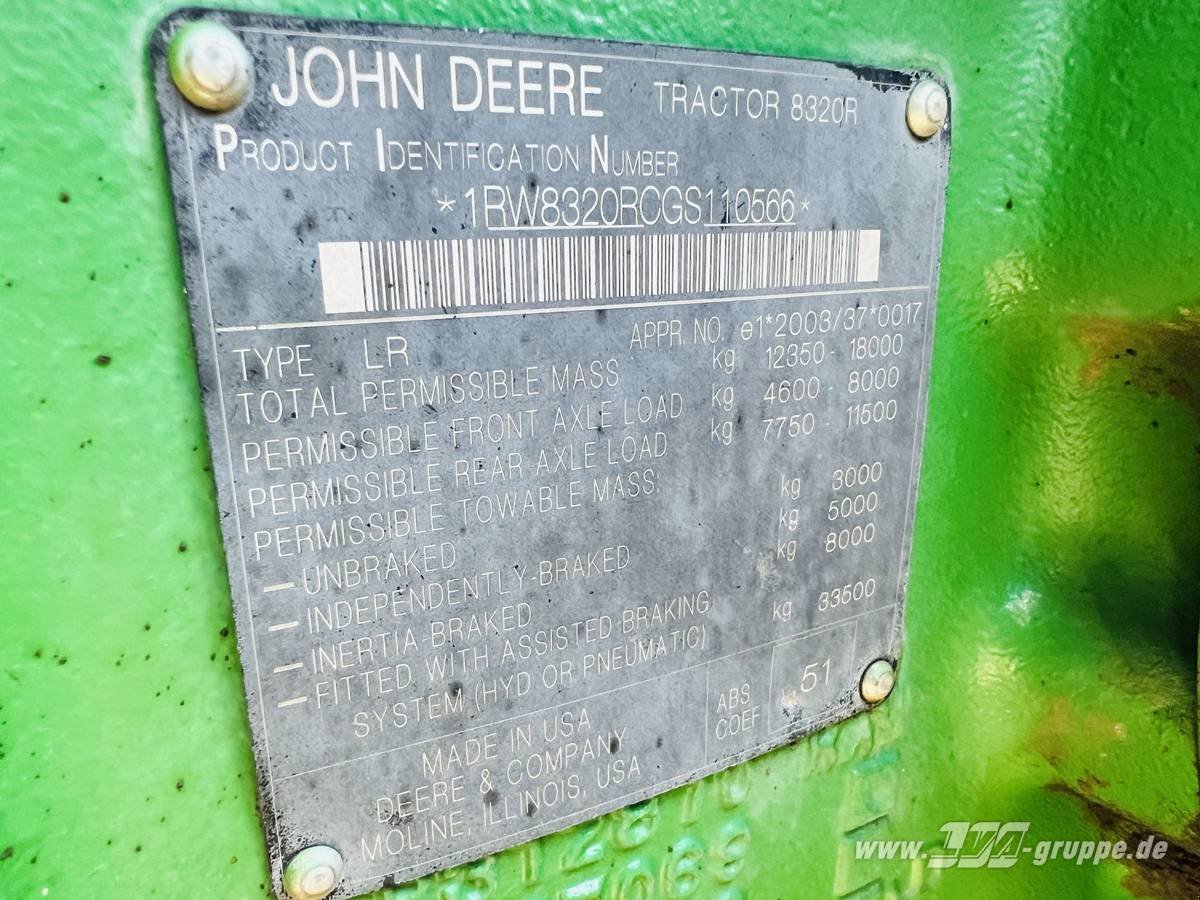 JOHN DEERE TRACTOR 8320R
PRODUCT IDENTIFICATION NUMBER
*1RW8320RCGS110566*
TYPE LR APPR. NO. e1*2003/37*0017
TOTAL PERMISSIBLE MASS kg 12350 - 18000
PERMISSIBLE FRONT AXLE LOAD kg 4600 - 8000
PERMISSIBLE REAR AXLE LOAD kg 7750 - 11500
PERMISSIBLE TOWABLE MASS:
— UNBRAKED kg 3000
— INDEPENDENTLY-BRAKED kg 5000
— INERTIA-BRAKED kg 8000
— FITTED WITH ASSISTED BRAKING
SYSTEM (HYD OR PNEUMATIC) kg 33500
MADE IN USA
DEERE & COMPANY
MOLINE, ILLINOIS, USA
ABS
COEF
51
www.-gruppe.de